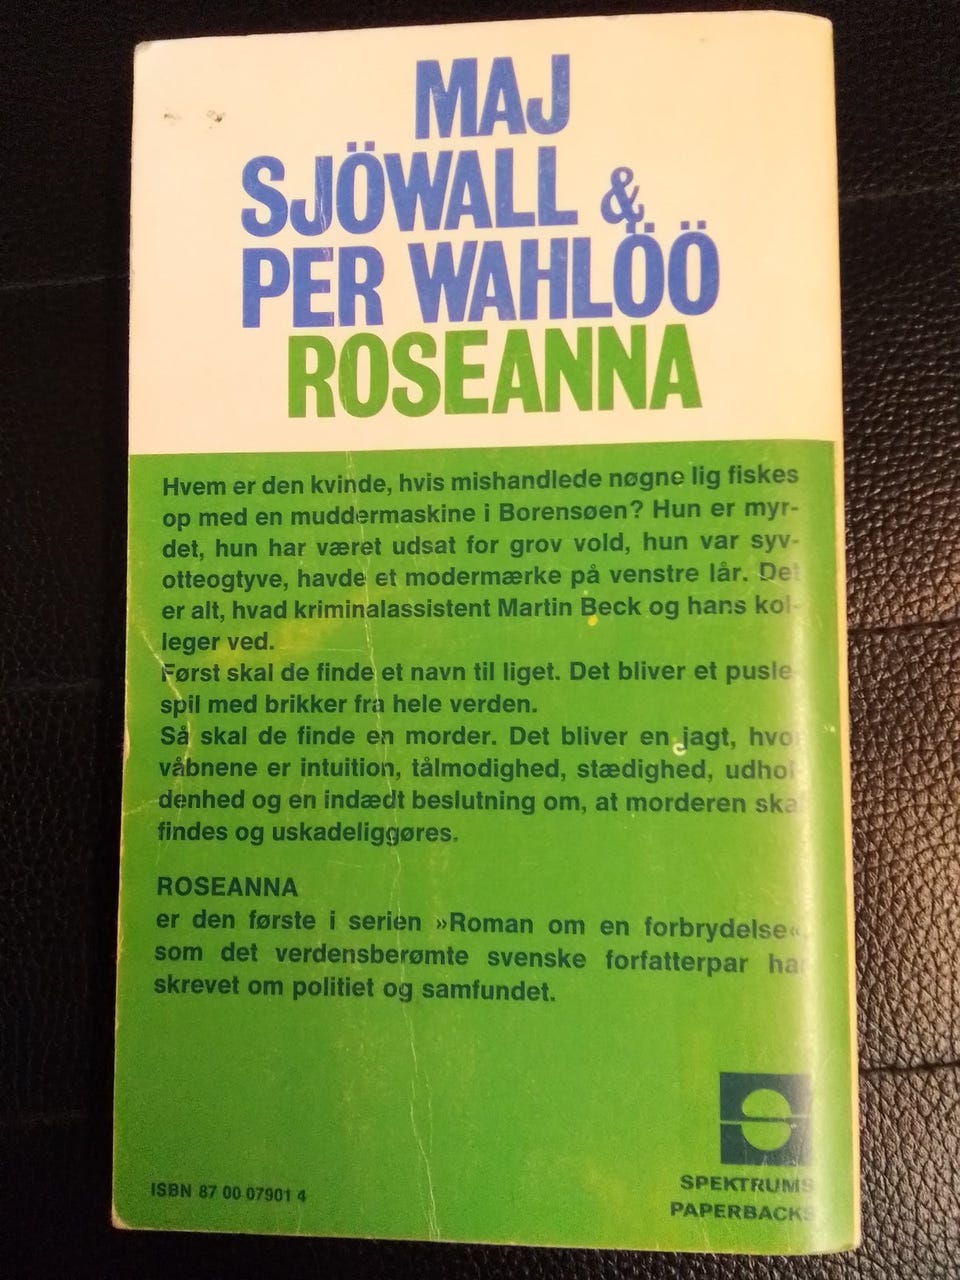 MAJ
SJÖWALL &
PER WAHLÖÖ
ROSEANNA
Hvem er den kvinde, hvis mishandlede nøgne lig fiskes
op med en muddermaskine i Borensøen? Hun er myr-
det, hun har været udsat for grov vold, hun var syv-
otteogtyve, havde et modermærke på venstre lår. Det
er alt, hvad kriminalassistent Martin Beck og hans kol-
leger ved.
Først skal de finde et navn til liget. Det bliver et pusle-
spil med brikker fra hele verden.
Så skal de finde en morder. Det bliver en jagt, hvor
våbnene er intuition, tålmodighed, stædighed, udhol-
denhed og en indædt beslutning om, at morderen skal
findes og uskadeliggøres.
ROSEANNA
er den første i serien »Roman om en forbrydelse«,
som det verdensberømte svenske forfatterpar har
skrevet om politiet og samfundet.
ISBN 87 00 07901 4
SPEKTRUMS
PAPERBACKS